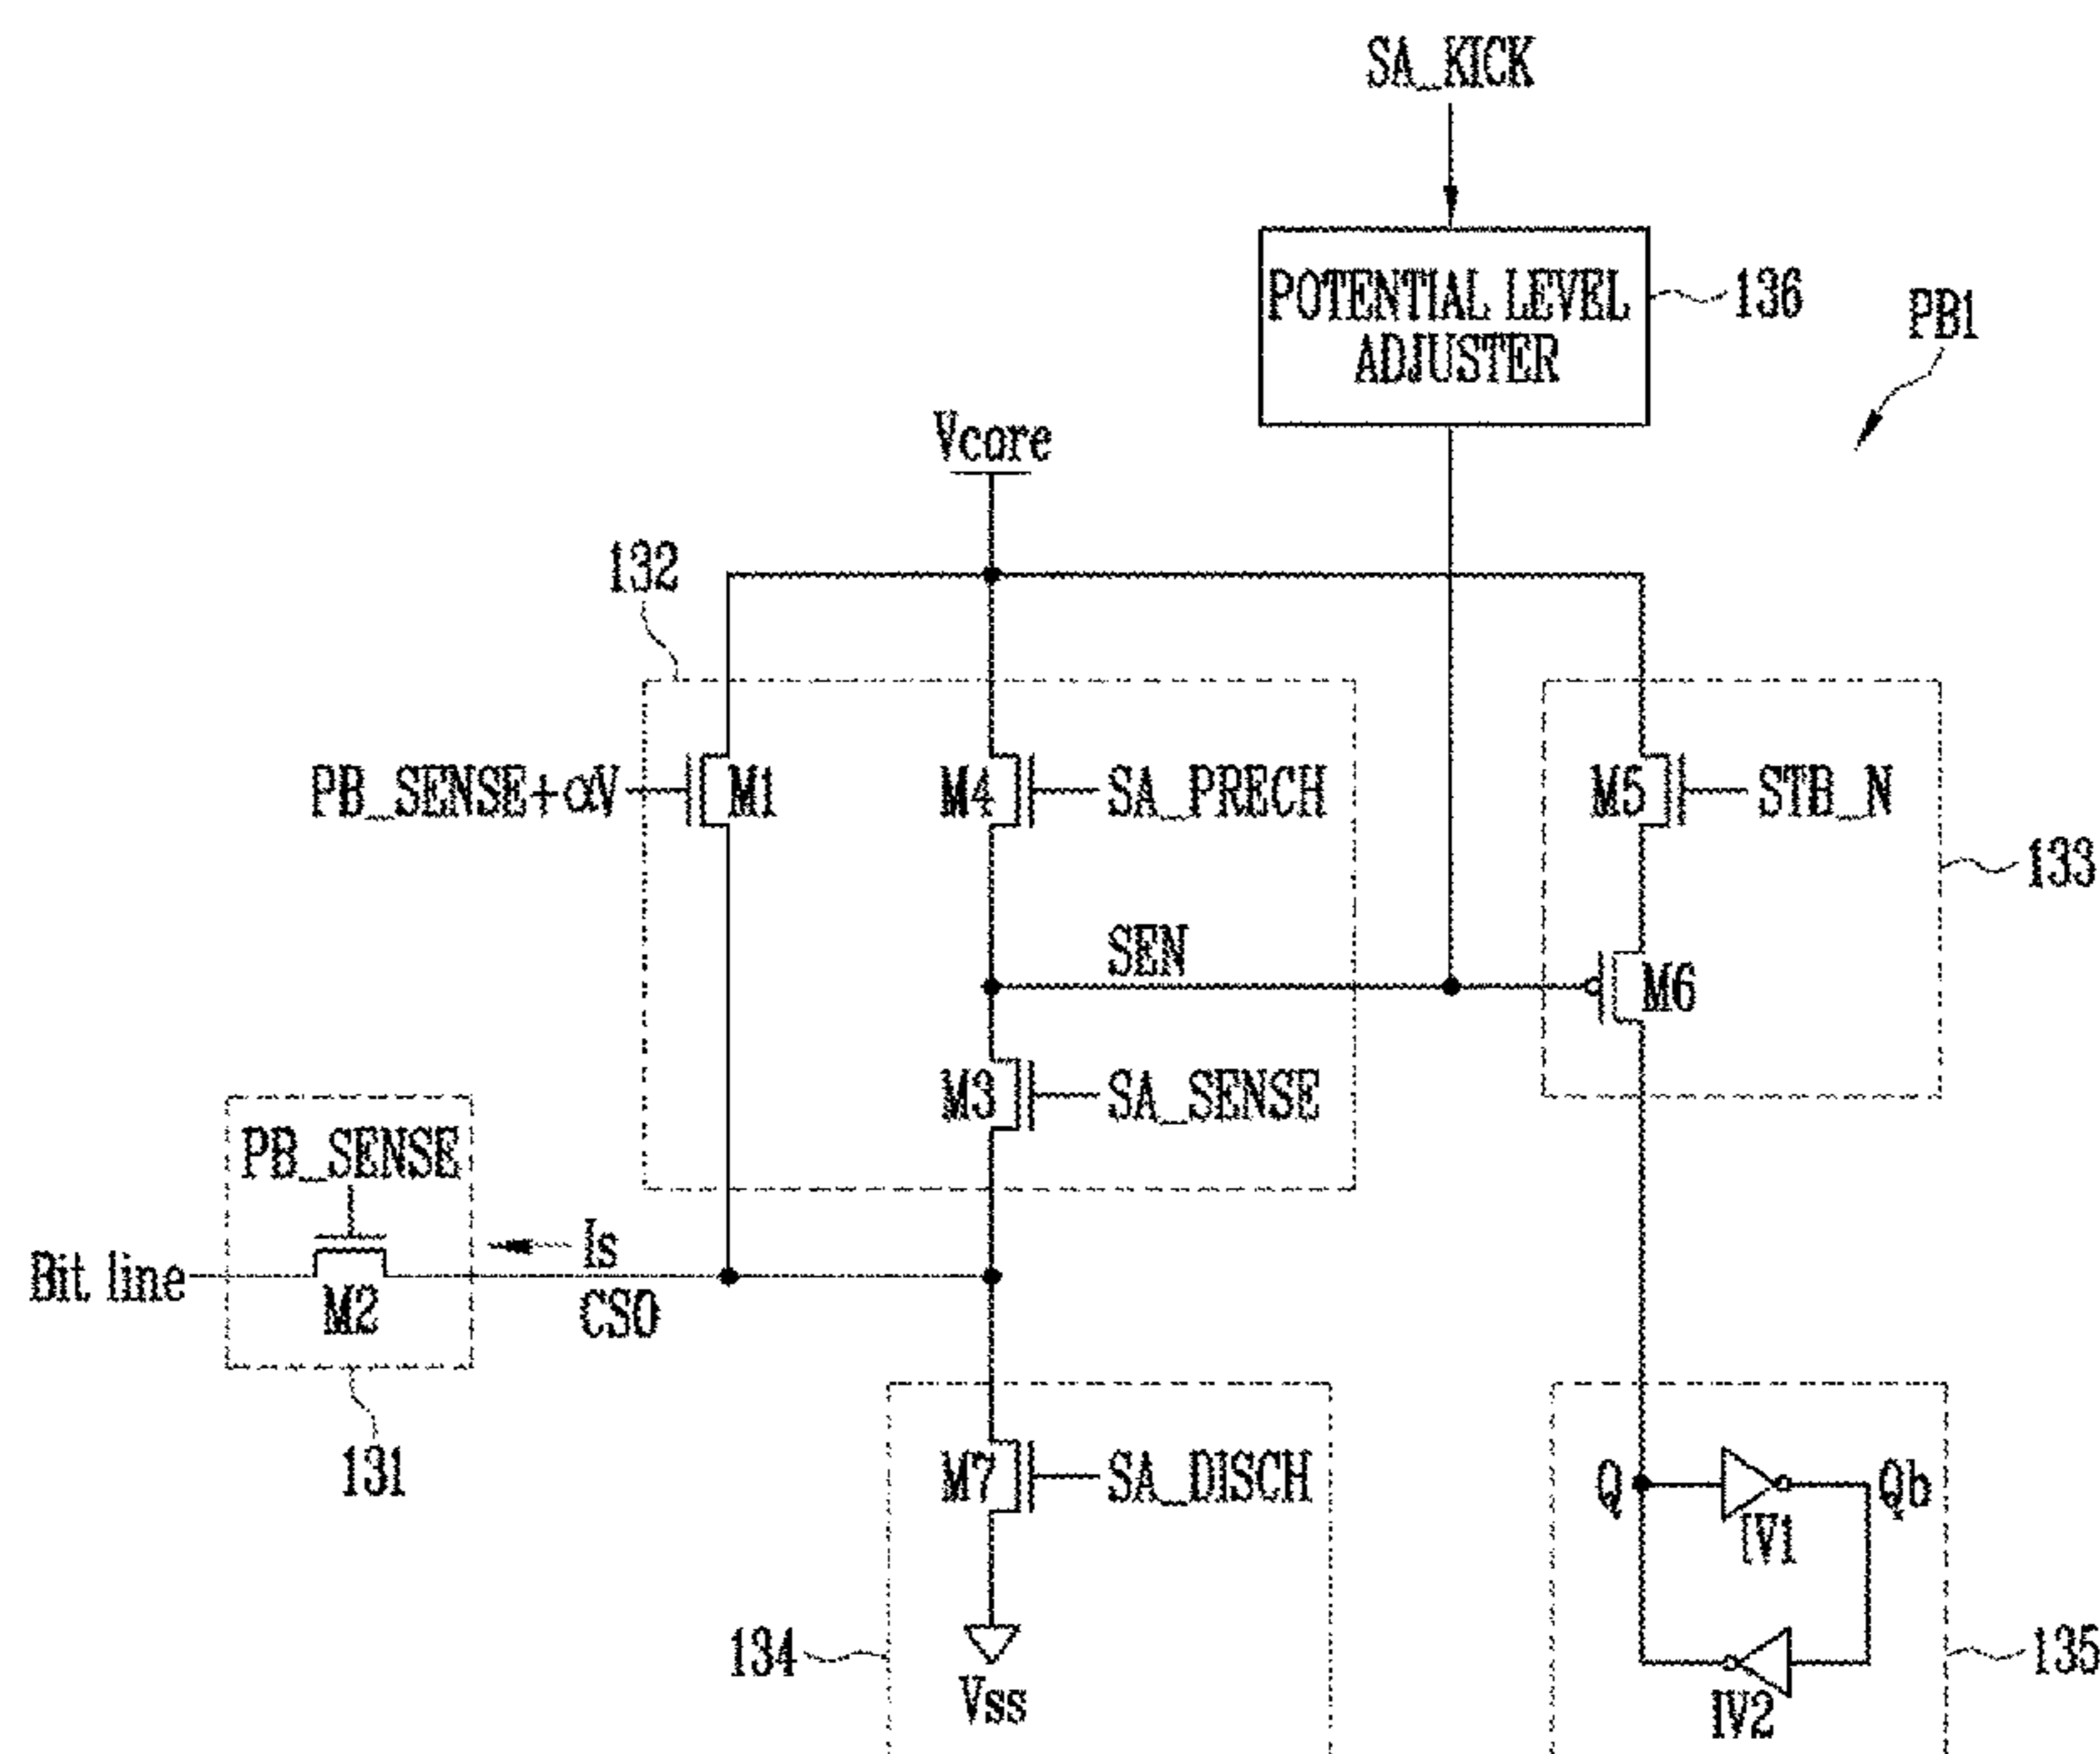 SA_KICK
POTENTIAL LEVEL
ADJUSTER
136
PB1
Vcore
132
PB_SENSE+αV
M1
M4
SA_PRECH
M5
STB_N
133
SEN
M6
M3
SA_SENSE
PB_SENSE
Is
Bit line
M2
CSO
131
M7
SA_DISCH
Q
Qb
IV1
134
Vss
135
IV2